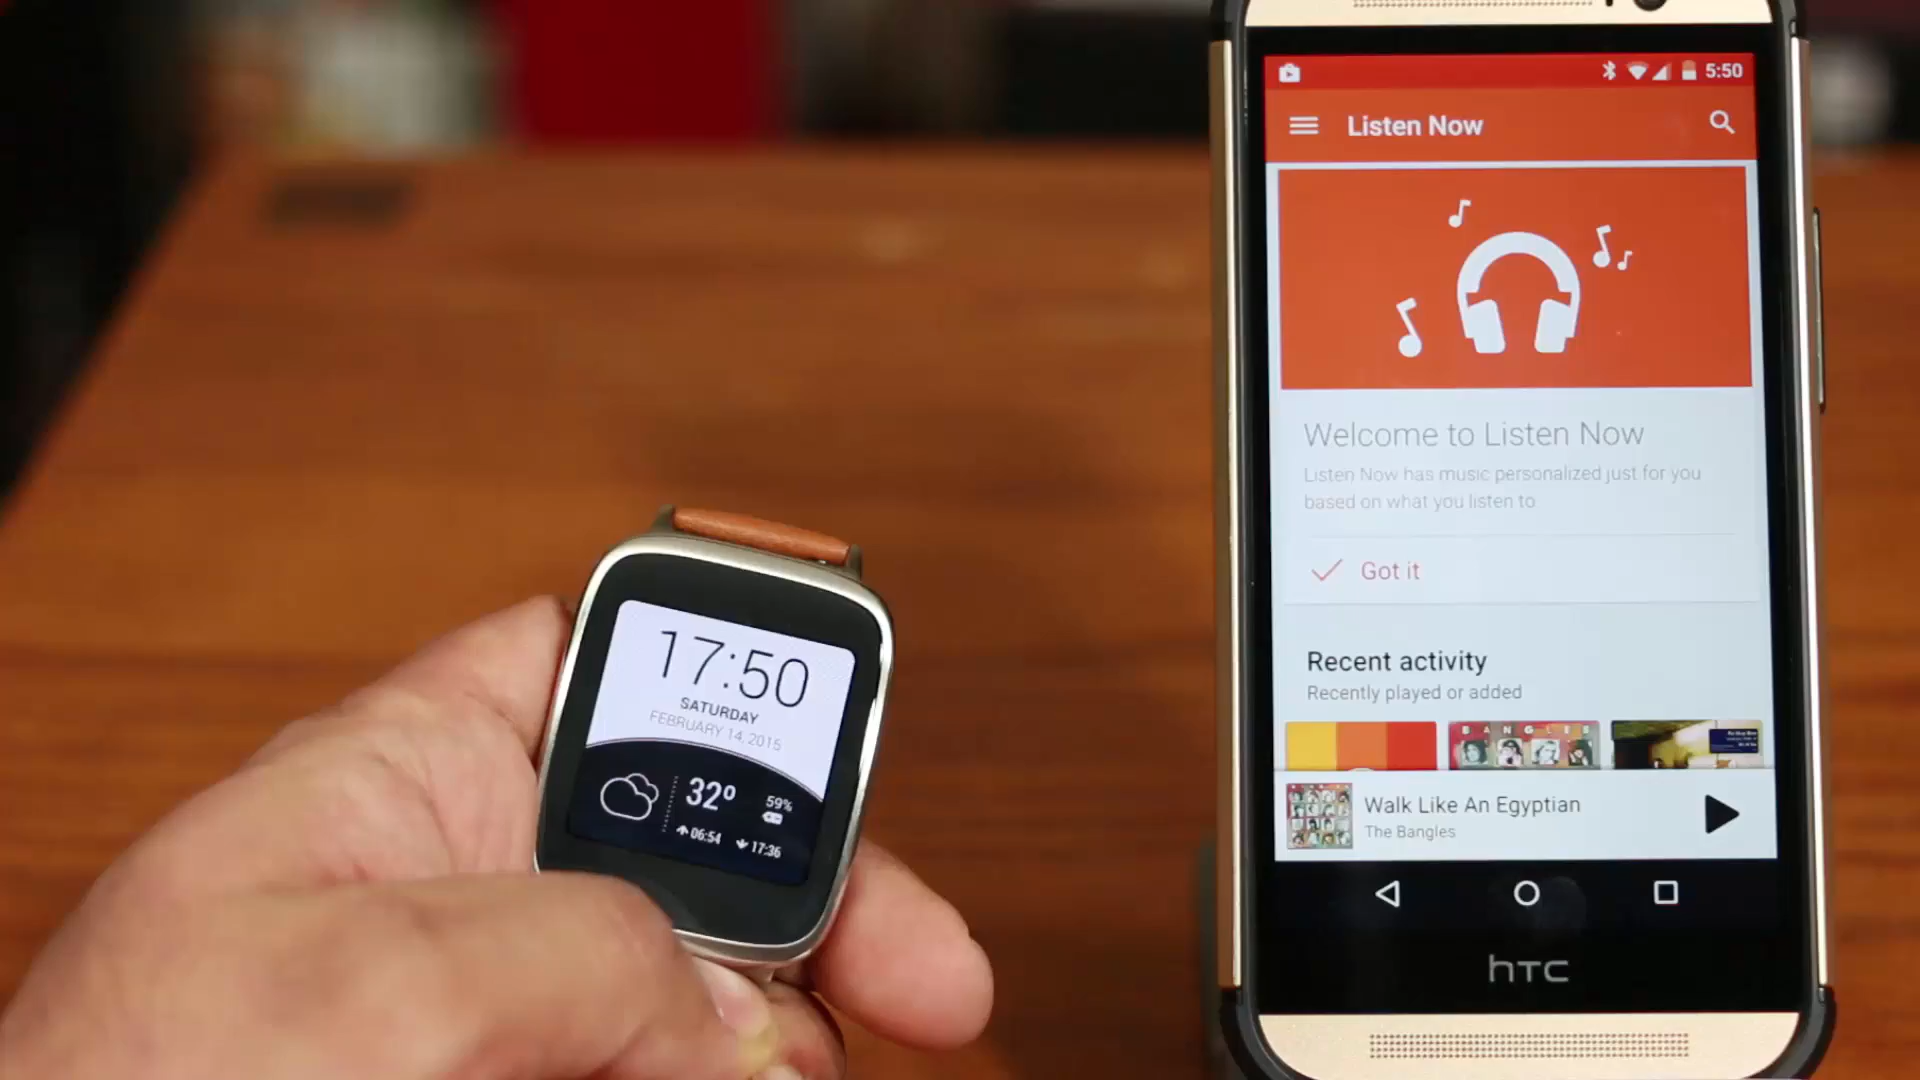 17:50
SATURDAY
FEBRUARY 14, 2015
32º
59%
06:54
17:36
5:50
Listen Now
Welcome to Listen Now
Listen Now has music personalized just for you
based on what you listen to
Got it
Recent activity
Recently played or added
BANGLES
Walk Like An Egyptian
The Bangles
hTC